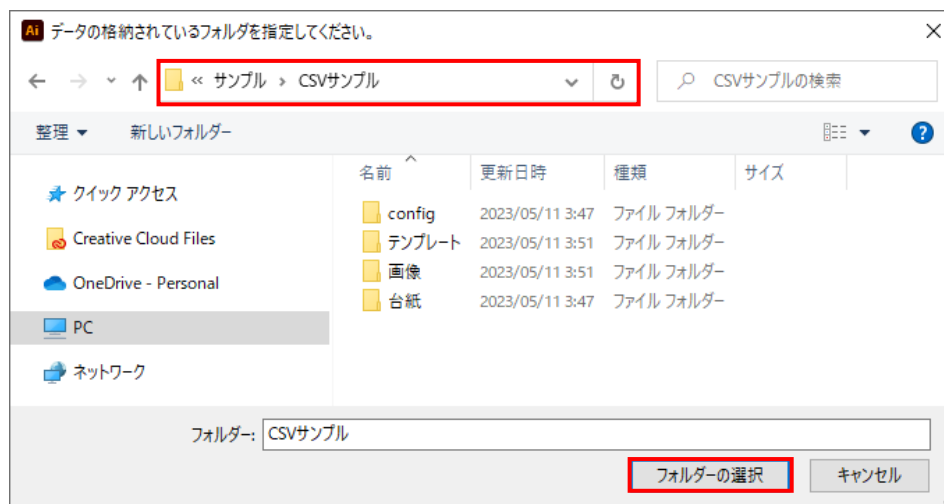 Ai データの格納されているフォルダを指定してください。
« サンプル › CSVサンプル CSVサンプルの検索
整理 新しいフォルダー ?
名前 更新日時 種類 サイズ
クイック アクセス
Creative Cloud Files
OneDrive - Personal
PC
ネットワーク
config 2023/05/11 3:47 ファイル フォルダー
テンプレート 2023/05/11 3:51 ファイル フォルダー
画像 2023/05/11 3:51 ファイル フォルダー
台紙 2023/05/11 3:47 ファイル フォルダー
フォルダー: CSVサンプル
フォルダーの選択 キャンセル